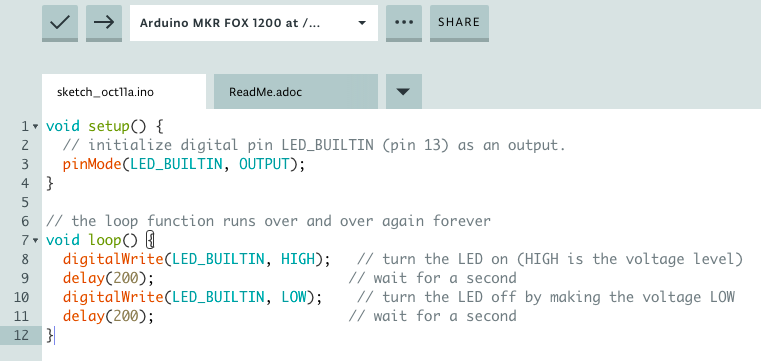 Arduino MKR FOX 1200 at /... ••• SHARE
sketch_oct11a.ino ReadMe.adoc
1 void setup() {
2   // initialize digital pin LED_BUILTIN (pin 13) as an output.
3   pinMode(LED_BUILTIN, OUTPUT);
4 }
5
6 // the loop function runs over and over again forever
7 void loop() {
8   digitalWrite(LED_BUILTIN, HIGH);   // turn the LED on (HIGH is the voltage level)
9   delay(200);                       // wait for a second
10   digitalWrite(LED_BUILTIN, LOW);    // turn the LED off by making the voltage LOW
11   delay(200);                       // wait for a second
12 }